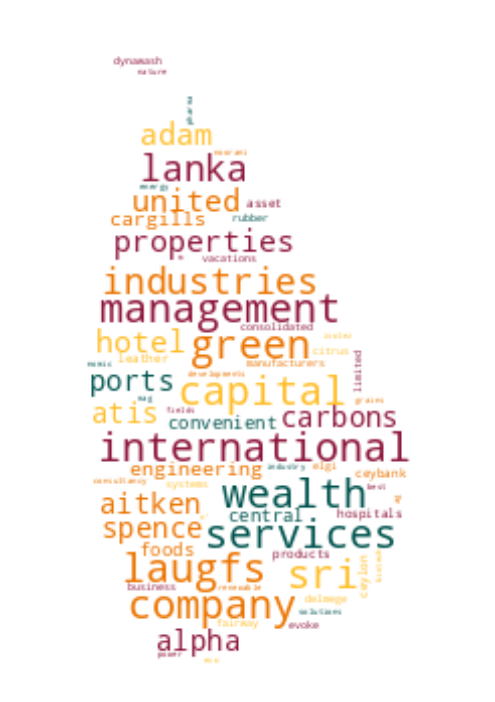 dynawash
nature
adam
lanka
energy
united asset
cargills rubber
properties
vacations
industries
management
consolidated
hotel green citrus
leather manufacturers
developments
ports capital limited
grains
atis fields
convenient carbons
international
engineering industry elgi
ceybank
consultancy systems
wealth best
aitken
central hospitals
spence services
foods products
laugfs sri ceylon
business renewable
company delmege
solutions
fairway evoke
alpha
power